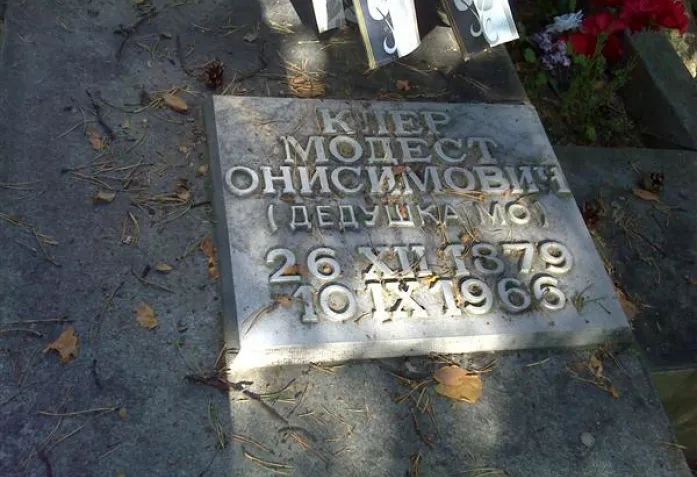 КЛЕР
МОДЕСТ
ОНИСИМОВИЧ
(ДЕДУШКА МО)
26 XII 1879
10 IX 1966